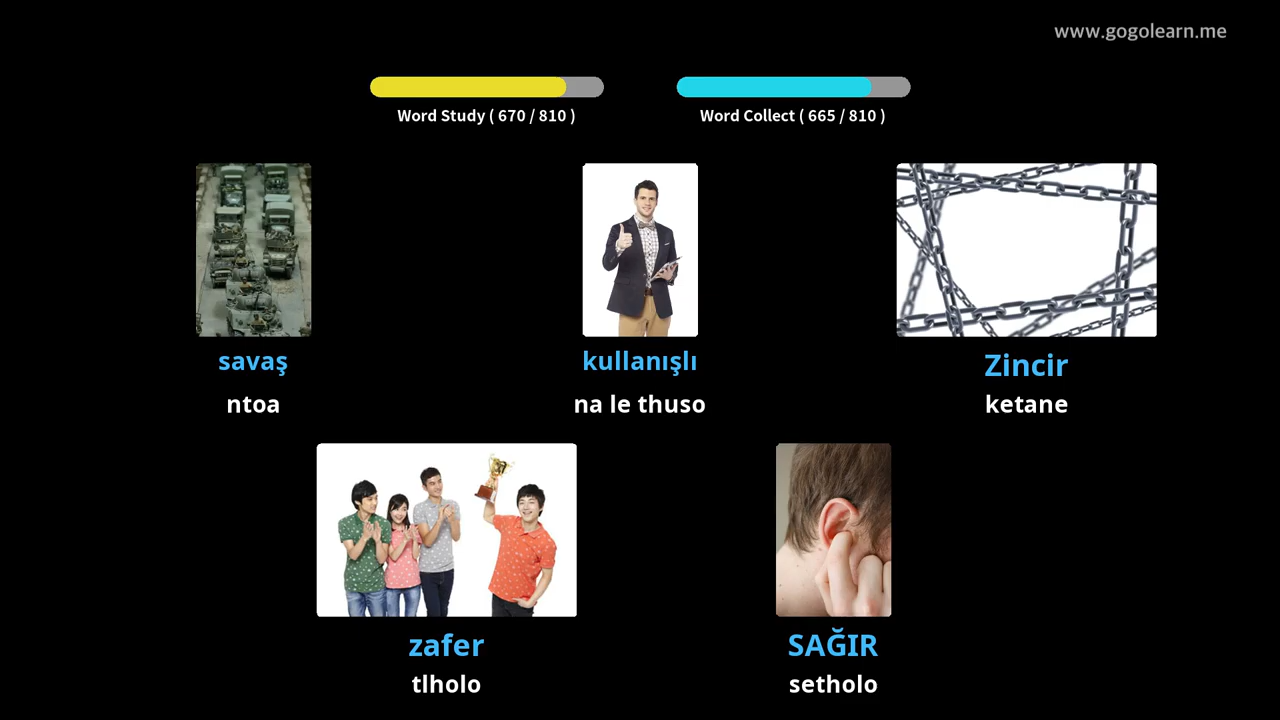 www.gogolearn.me
Word Study ( 670 / 810 )
Word Collect ( 665 / 810 )
savaş
ntoa
kullanışlı
na le thuso
Zincir
ketane
zafer
tlholo
SAĞIR
setholo